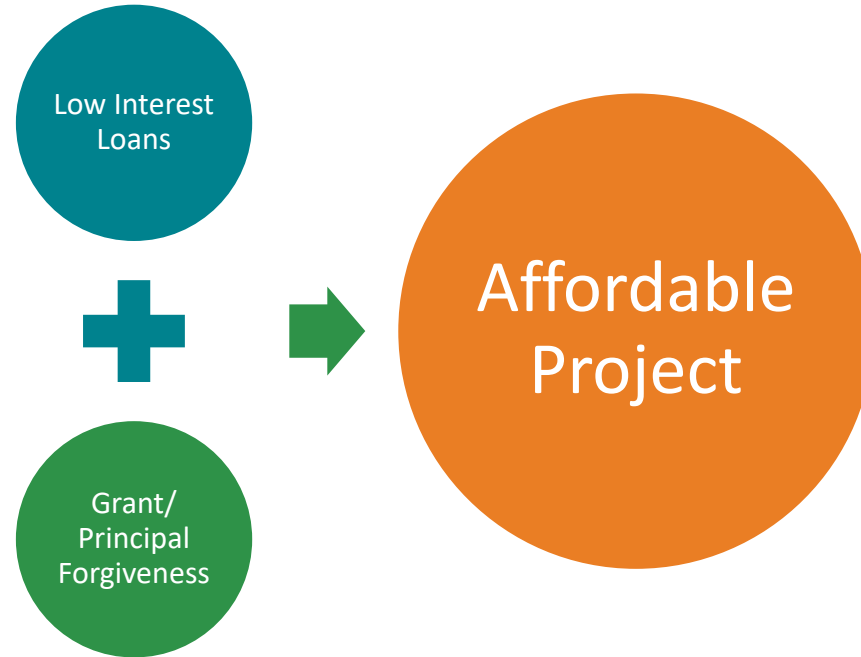 Low Interest
Loans
Grant/
Principal
Forgiveness
Affordable
Project